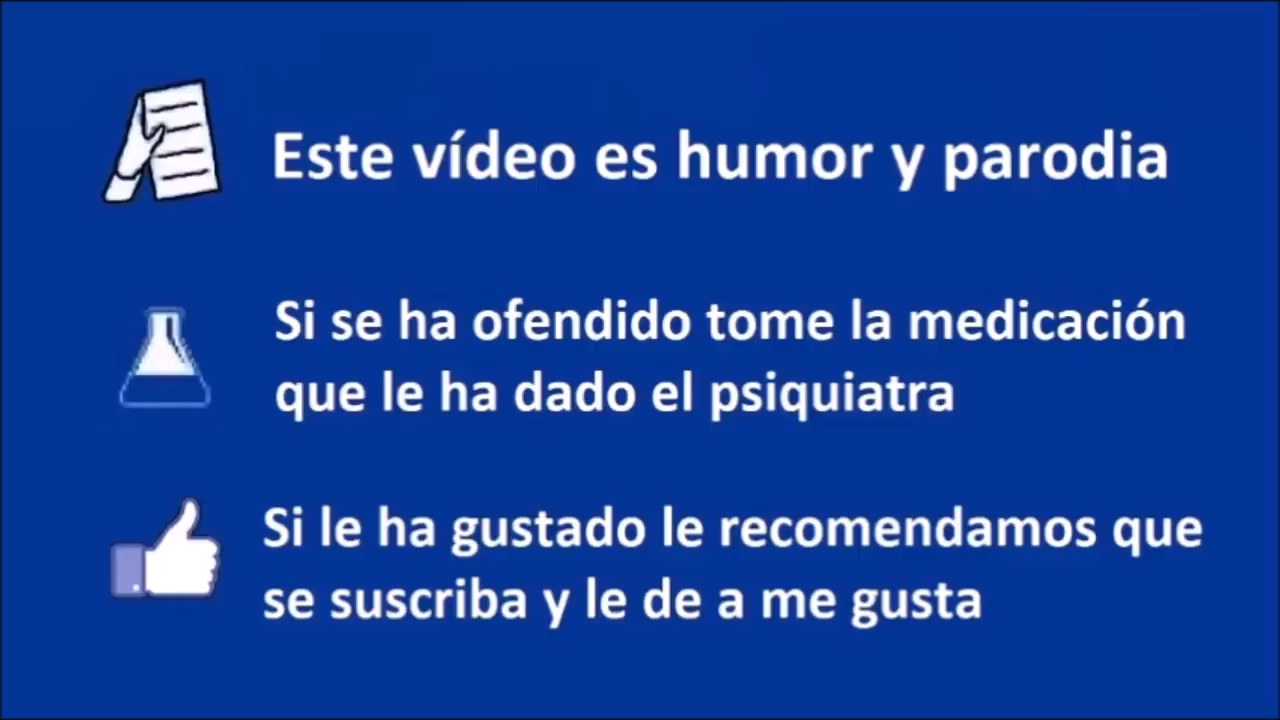 Este vídeo es humor y parodia
Si se ha ofendido tome la medicación
que le ha dado el psiquiatra
Si le ha gustado le recomendamos que
se suscriba y le de a me gusta